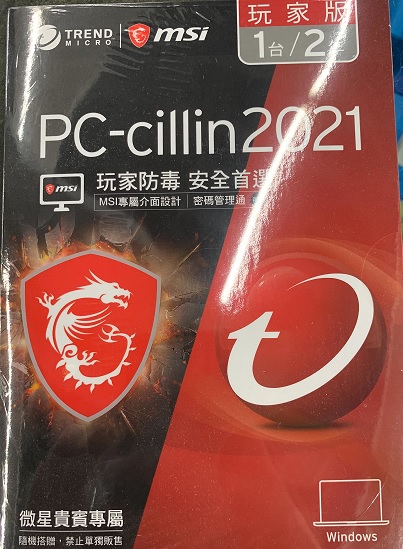 TREND MICRO msi
玩家版
1台/2
PC-cillin 2021
msi
玩家防毒 安全首選
MSI專屬介面設計 密碼管理通
微星貴賓專屬
隨機搭贈，禁止單獨販售
Windows